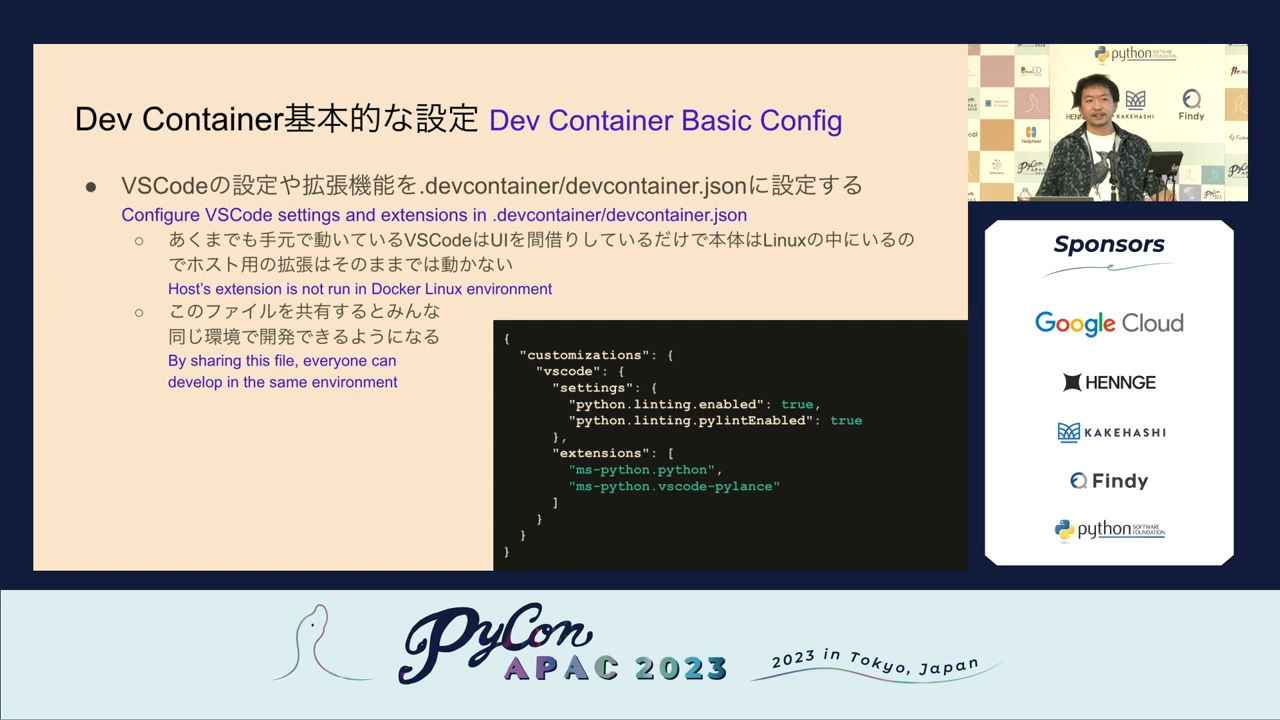 Dev Container基本的な設定 Dev Container Basic Config
● VSCodeの設定や拡張機能を.devcontainer/devcontainer.jsonに設定する
Configure VSCode settings and extensions in .devcontainer/devcontainer.json
○ あくまでも手元で動いているVSCodeはUIを間借りしているだけで本体はLinuxの中にいるの
でホスト用の拡張はそのままでは動かない
Host's extension is not run in Docker Linux environment
○ このファイルを共有するとみんな
同じ環境で開発できるようになる
By sharing this file, everyone can
develop in the same environment
{
"customizations": {
"vscode": {
"settings": {
"python.linting.enabled": true,
"python.linting.pylintEnabled": true
},
"extensions": [
"ms-python.python",
"ms-python.vscode-pylance"
]
}
}
}
python
KAKEHASHI
Findy
Sponsors
Google Cloud
HENNGE
KAKEHASHI
Findy
python SOFTWARE FOUNDATION
PyCon
APAC 2023
2023 in Tokyo, Japan